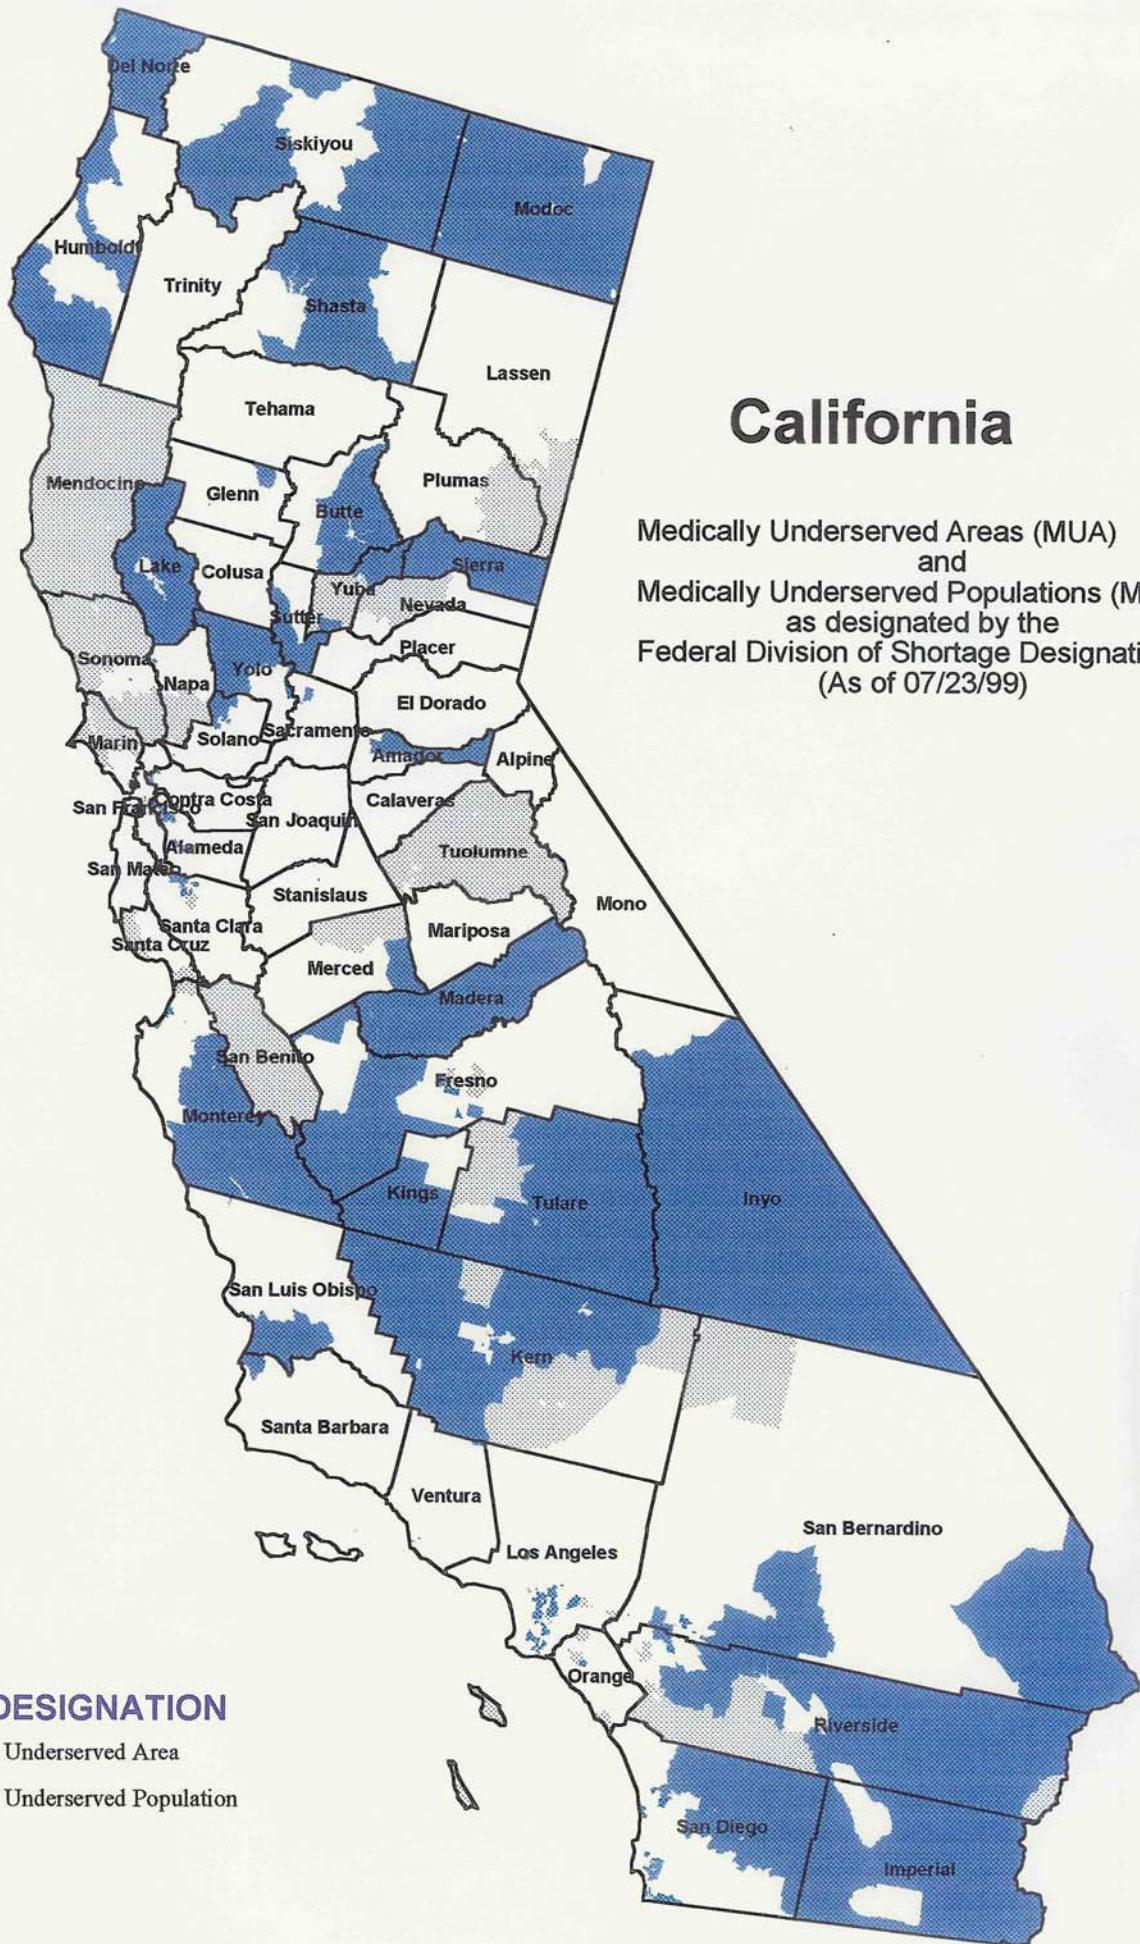 Del Norte
Siskiyou
Modoc
Humboldt
Trinity
Shasta
Lassen
Tehama
California
Mendocino
Glenn
Butte
Plumas
Medically Underserved Areas (MUA)
and
Medically Underserved Populations (M
as designated by the
Federal Division of Shortage Designati
(As of 07/23/99)
Lake
Colusa
Yuba
Sierra
Sutter
Nevada
Placer
Sonoma
Napa
Yolo
El Dorado
Marin
Solano
Sacramento
Amador
Alpine
San Francisco
Contra Costa
San Joaquin
Calaveras
Alameda
San Mateo
Tuolumne
Stanislaus
Mono
Santa Clara
Santa Cruz
Mariposa
Merced
Madera
San Benito
Fresno
Monterey
Kings
Tulare
Inyo
San Luis Obispo
Kern
Santa Barbara
Ventura
San Bernardino
Los Angeles
Orange
Riverside
San Diego
Imperial
DESIGNATION
Underserved Area
Underserved Population